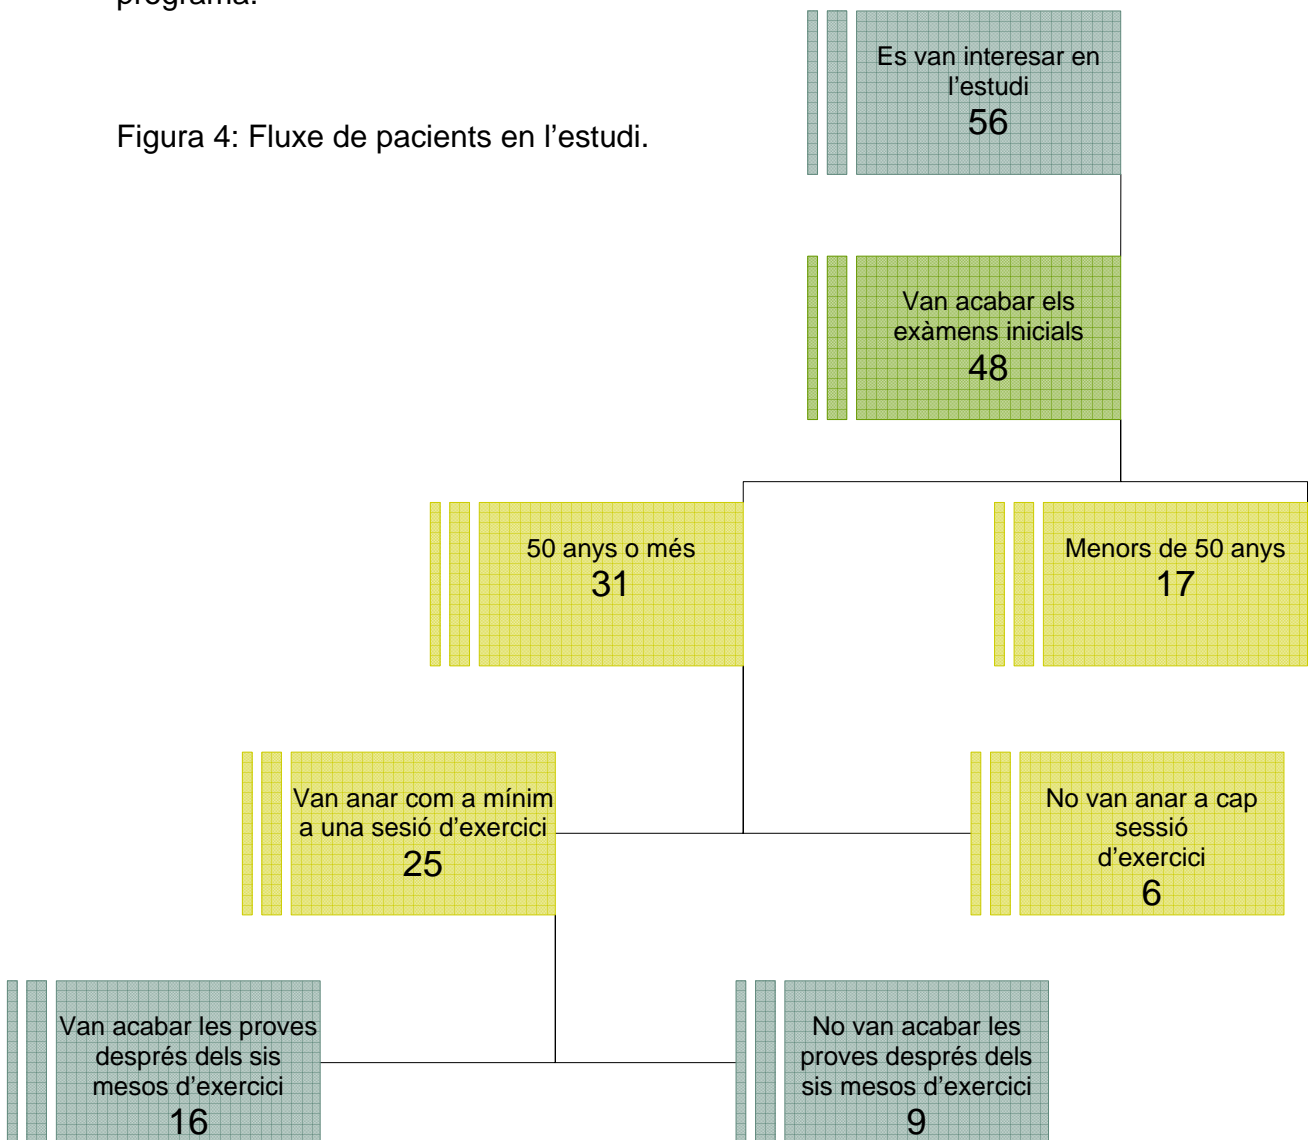 programa.
Es van interesar en
l’estudi
56
Figura 4: Fluxe de pacients en l’estudi.
Van acabar els
exàmens inicials
48
50 anys o més
31
Menors de 50 anys
17
Van anar com a mínim
a una sesió d’exercici
25
No van anar a cap
sessió
d’exercici
6
Van acabar les proves
després dels sis
mesos d’exercici
16
No van acabar les
proves després dels
sis mesos d’exercici
9